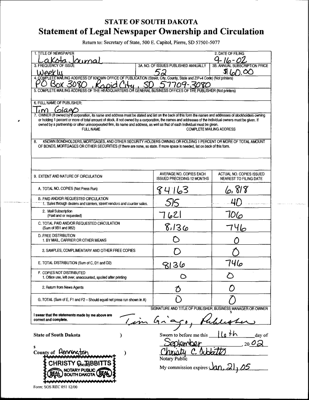 STATE OF SOUTH DAKOTA
Statement of Legal Newspaper Ownership and Circulation
Return to: Secretary of State, 500 E. Capitol, Pierre, SD 57501-5077
1. TITLE OF NEWSPAPER
Lakota Journal
2. DATE OF FILING
9-16-02
3. FREQUENCY OF ISSUE
Weekly
3A. NO. OF ISSUES PUBLISHED ANNUALLY
52
3B. ANNUAL SUBSCRIPTION PRICE
$60.00
4. COMPLETE MAILING ADDRESS OF KNOWN OFFICE OF PUBLICATION (Street, City, County, State and ZIP+4 Code) (Not printers)
PO Box 3080 Rapid City, SD 57709-3080
5. COMPLETE MAILING ADDRESS OF THE HEADQUARTERS OR GENERAL BUSINESS OFFICES OF THE PUBLISHER (Not printers)
6. FULL NAME OF PUBLISHER:
Tim Giago
7. OWNER (If owned by a corporation, its name and address must be stated and also on the back of this form the names and addresses of stockholders owning
or holding 1 percent or more of total amount of stock. If not owned by a corporation, the names and addresses of the individual owners must be given. If
owned by a partnership or other unincorporated firm, its name and address, as well as that of each individual must be given.
FULL NAME
COMPLETE MAILING ADDRESS
8. KNOWN BONDHOLDERS, MORTGAGES, AND OTHER SECURITY HOLDERS OWNING OR HOLDING 1 PERCENT OR MORE OF TOTAL AMOUNT
OF BONDS, MORTGAGES OR OTHER SECURITIES (if there are none, so state. If more space is needed, list on back of this form.
9. EXTENT AND NATURE OF CIRCULATION
AVERAGE NO. COPIES EACH
ISSUED PRECEDING 12 MONTHS
ACTUAL NO. COPIES ISSUED
NEAREST TO FILING DATE
A. TOTAL NO. COPIES (Net Press Run)
84163
6,818
B. PAID AND/OR REQUESTED CIRCULATION
1. Sales through dealers and carriers, street vendors and counter sales
515
40
2. Mail Subscription
(Paid and or requested)
7621
706
C. TOTAL PAID AND/OR REQUESTED CIRCULATION
(Sum of 9B1 and 9B2)
8,136
746
D. FREE DISTRIBUTION
1. BY MAIL, CARRIER OR OTHER MEANS
0
0
2. SAMPLES, COMPLIMENTARY AND OTHER FREE COPIES
0
0
E. TOTAL DISTRIBUTION (Sum of C, D1 and D2)
8136
746
F. COPIES NOT DISTRIBUTED
1. Office use, left over, unaccounted, spoiled after printing
0
0
2. Return from News Agents
0
0
G. TOTAL (Sum of E, F1 and F2 - Should equal net press run shown in A)
0
0
SIGNATURE AND TITLE OF PUBLISHER, BUSINESS MANAGER OR OWNER
I swear that the statements made by me above are
correct and complete.
Tim Giago, Publisher
State of South Dakota )
Sworn to before me this 16th day of
September, 2002
County of Pennington )
Christy C. Tibbitts
Notary Public
CHRISTY C. TIBBITTS
SEAL NOTARY PUBLIC SEAL
SOUTH DAKOTA
My commission expires Jan. 21, 05